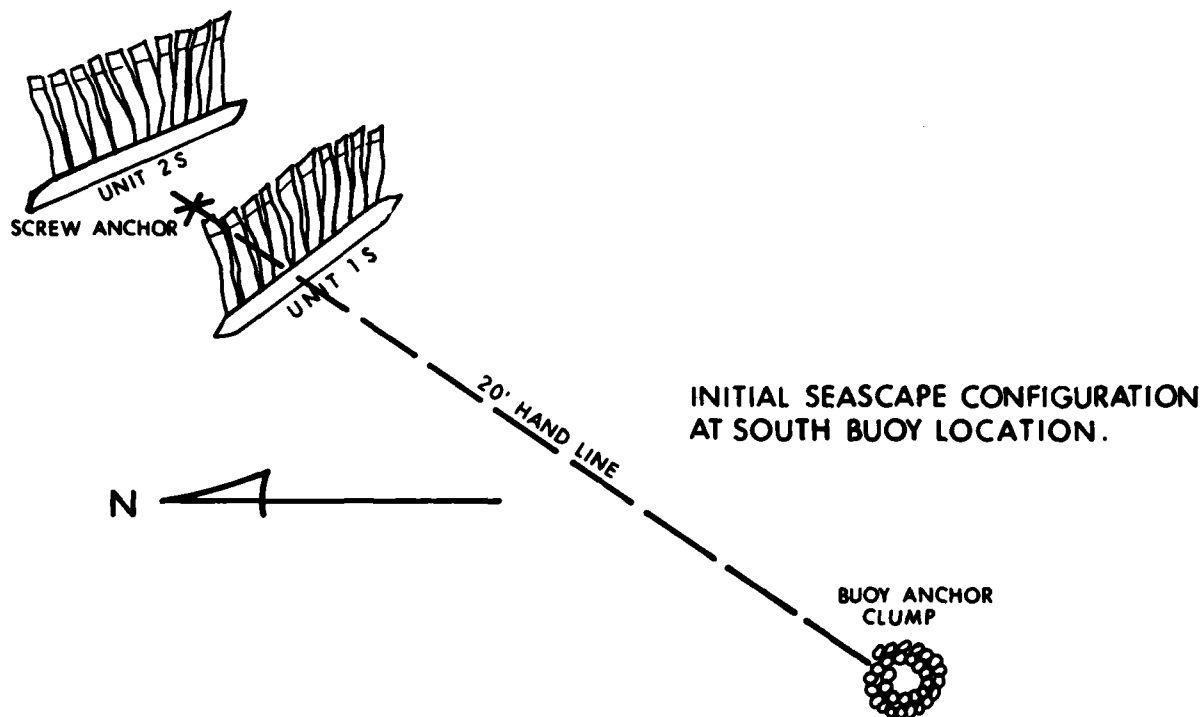 UNIT 2S
SCREW ANCHOR
UNIT 1S
20' HAND LINE
INITIAL SEASCAPE CONFIGURATION
AT SOUTH BUOY LOCATION.
N
BUOY ANCHOR
CLUMP